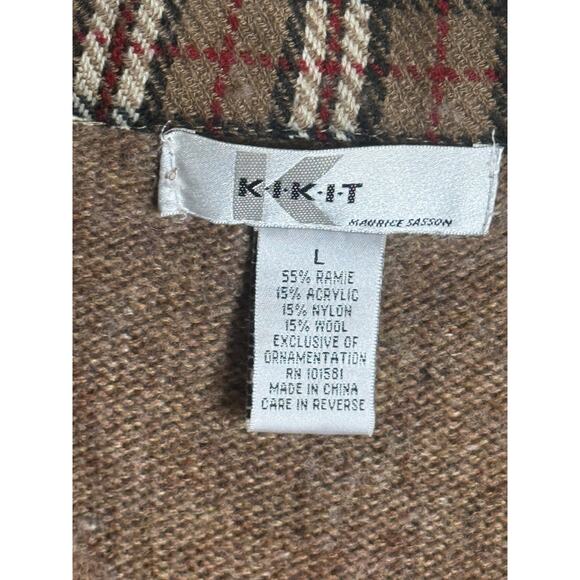 K·I·K·I·T
MAURICE SASSON
L
55% RAMIE
15% ACRYLIC
15% NYLON
15% WOOL
EXCLUSIVE OF
ORNAMENTATION
RN 101581
MADE IN CHINA
CARE IN REVERSE